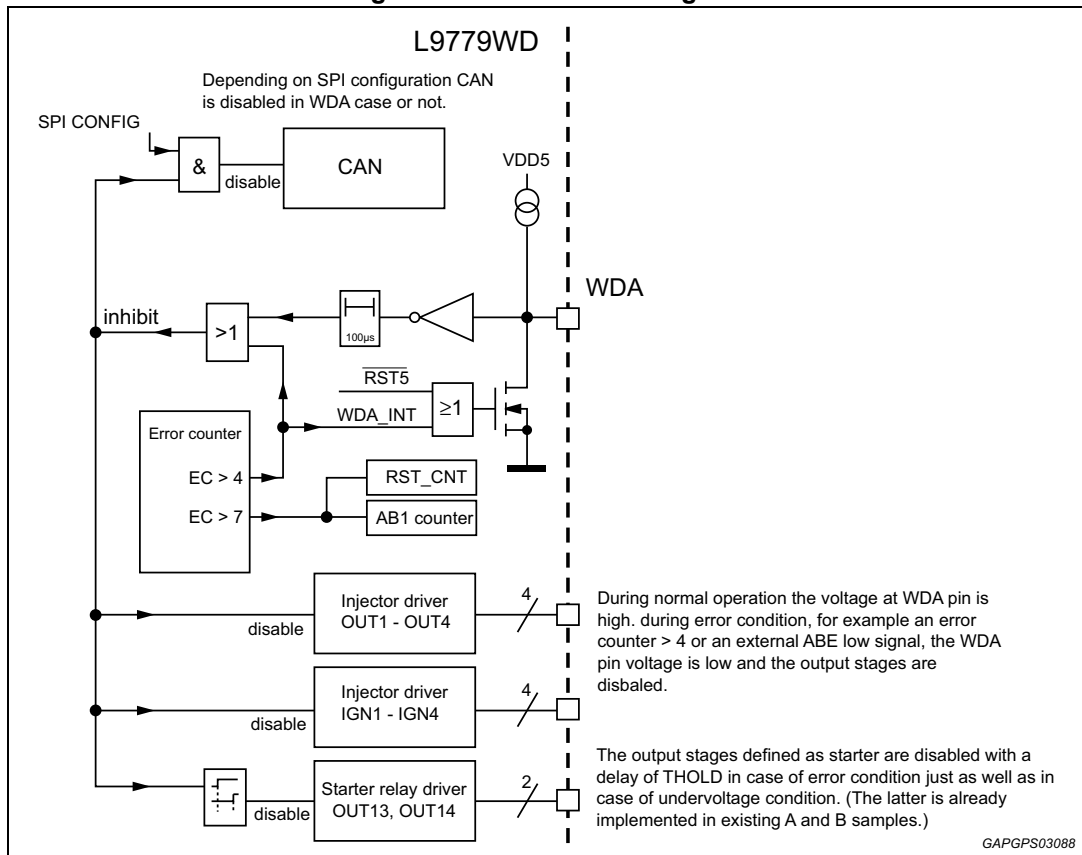 L9779WD
Depending on SPI configuration CAN
is disabled in WDA case or not.
SPI CONFIG
&
disable
CAN
VDD5
WDA
inhibit
>1
100µs
RST5
WDA_INT
≥1
Error counter
EC > 4
EC > 7
RST_CNT
AB1 counter
Injector driver
OUT1 - OUT4
disable
4
During normal operation the voltage at WDA pin is
high. during error condition, for example an error
counter > 4 or an external ABE low signal, the WDA
pin voltage is low and the output stages are
disbaled.
Injector driver
IGN1 - IGN4
disable
4
Starter relay driver
OUT13, OUT14
disable
2
The output stages defined as starter are disabled with a
delay of THOLD in case of error condition just as well as in
case of undervoltage condition. (The latter is already
implemented in existing A and B samples.)
GAPGPS03088